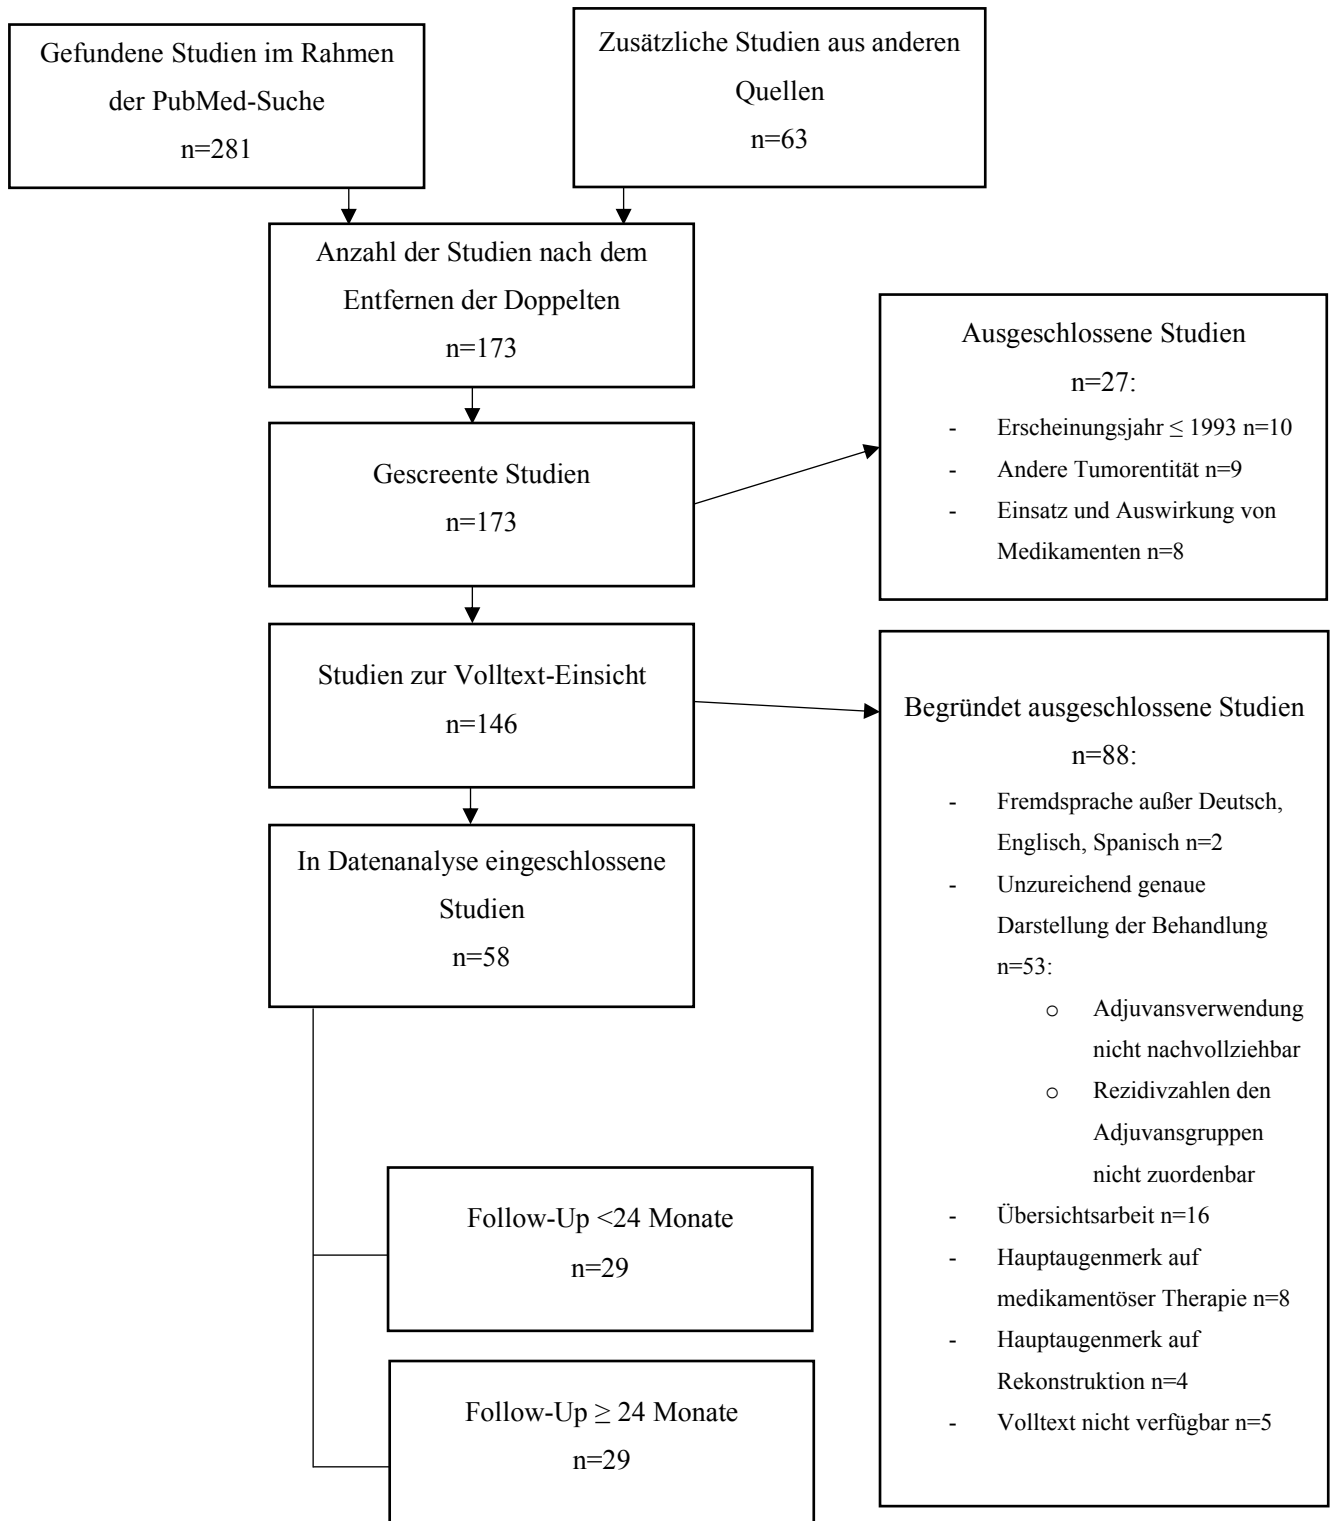 Gefundene Studien im Rahmen
der PubMed-Suche
n=281
Zusätzliche Studien aus anderen
Quellen
n=63
Anzahl der Studien nach dem
Entfernen der Doppelten
n=173
Gescreente Studien
n=173
Ausgeschlossene Studien
n=27:
- Erscheinungsjahr ≤ 1993 n=10
- Andere Tumorentität n=9
- Einsatz und Auswirkung von
Medikamenten n=8
Studien zur Volltext-Einsicht
n=146
Begründet ausgeschlossene Studien
n=88:
- Fremdsprache außer Deutsch,
Englisch, Spanisch n=2
- Unzureichend genaue
Darstellung der Behandlung
n=53:
o Adjuvansverwendung
nicht nachvollziehbar
o Rezidivzahlen den
Adjuvansgruppen
nicht zuordenbar
- Übersichtsarbeit n=16
- Hauptaugenmerk auf
medikamentöser Therapie n=8
- Hauptaugenmerk auf
Rekonstruktion n=4
- Volltext nicht verfügbar n=5
In Datenanalyse eingeschlossene
Studien
n=58
Follow-Up <24 Monate
n=29
Follow-Up ≥ 24 Monate
n=29